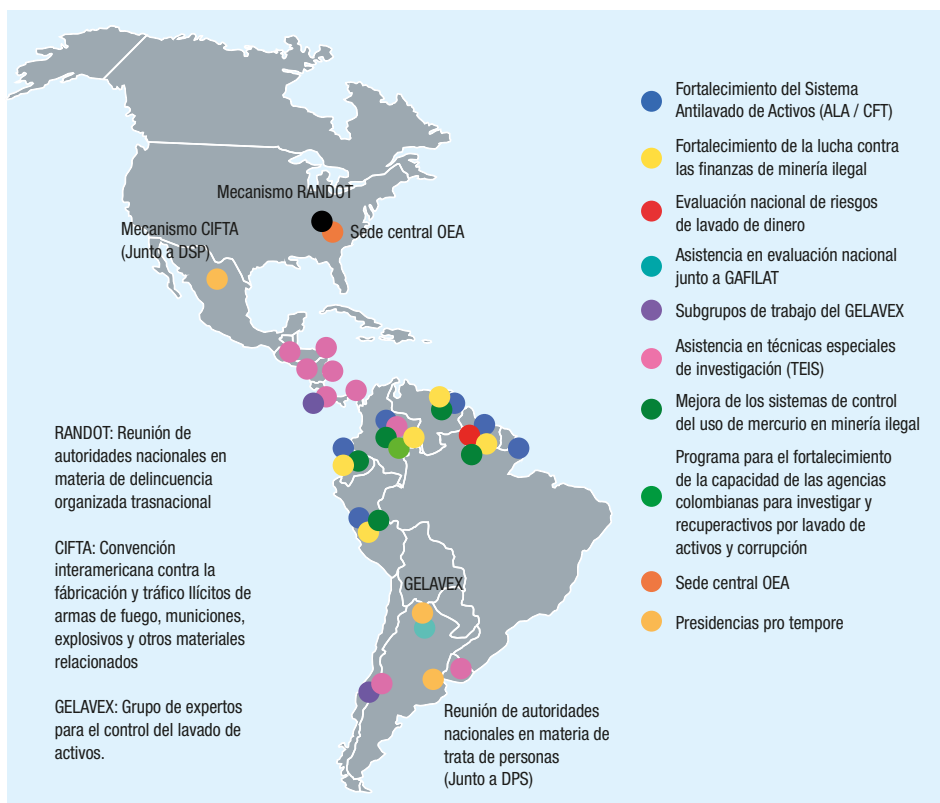 Mecanismo RANDOT
Mecanismo CIFTA
(Junto a DSP)
Sede central OEA
GELAVEX
Reunión de autoridades
nacionales en materia de
trata de personas
(Junto a DPS)
RANDOT: Reunión de
autoridades nacionales en
materia de delincuencia
organizada trasnacional
CIFTA: Convención
interamericana contra la
fábricación y tráfico Ilícitos de
armas de fuego, municiones,
explosivos y otros materiales
relacionados
GELAVEX: Grupo de expertos
para el control del lavado de
activos.
Fortalecimiento del Sistema
Antilavado de Activos (ALA / CFT)
Fortalecimiento de la lucha contra
las finanzas de minería ilegal
Evaluación nacional de riesgos
de lavado de dinero
Asistencia en evaluación nacional
junto a GAFILAT
Subgrupos de trabajo del GELAVEX
Asistencia en técnicas especiales
de investigación (TEIS)
Mejora de los sistemas de control
del uso de mercurio en minería ilegal
Programa para el fortalecimiento
de la capacidad de las agencias
colombianas para investigar y
recuperactivos por lavado de
activos y corrupción
Sede central OEA
Presidencias pro tempore